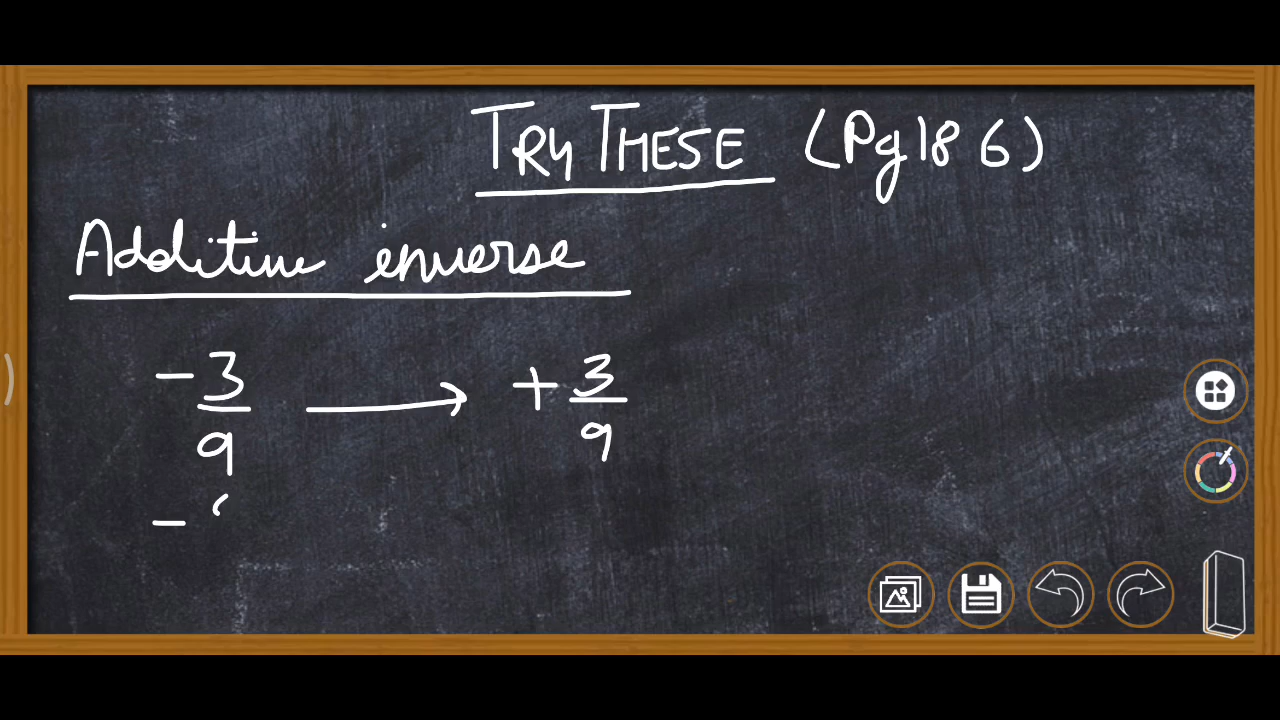 TRY THESE (Pg 186)
Additive inverse
- 3/9 → + 3/9
-